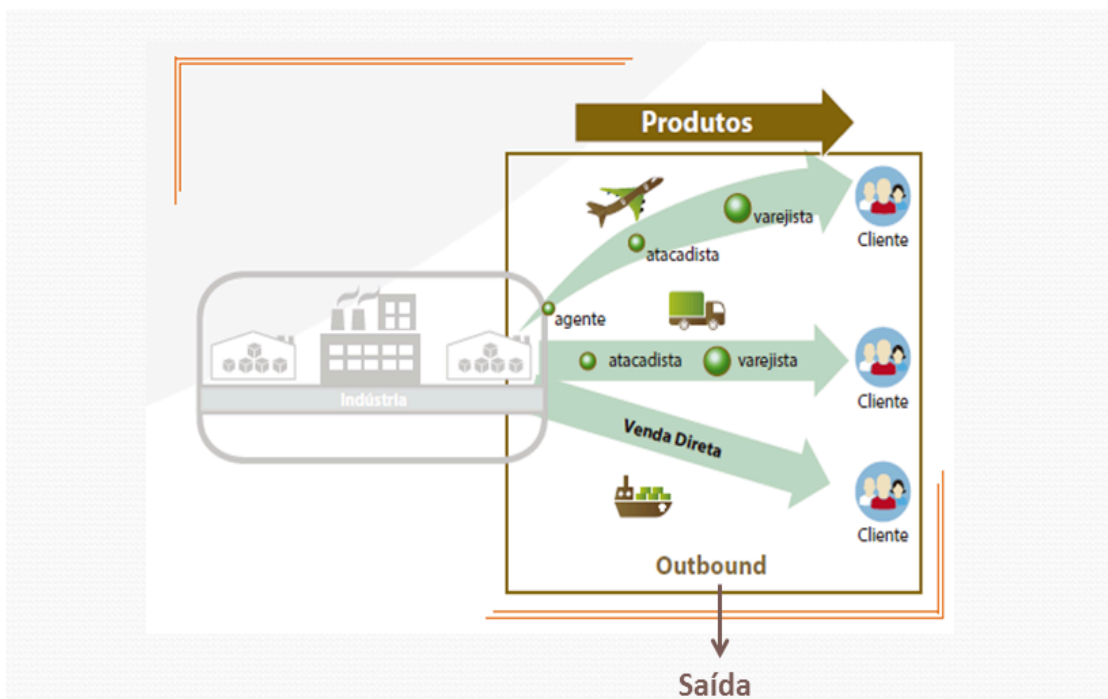 Produtos
varejista
atacadista
Cliente
agente
atacadista
varejista
Cliente
Indústria
Venda Direta
Cliente
Outbound
Saída